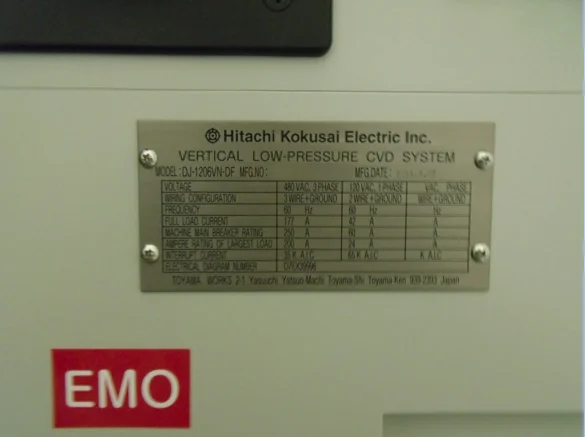 Hitachi Kokusai Electric Inc.
VERTICAL LOW-PRESSURE CVD SYSTEM
MODEL: DJ-1206VN-DF MFG.NO: MFG.DATE:
VOLTAGE 480 VAC, 3 PHASE 120 VAC, 1 PHASE VAC, PHASE
WIRING CONFIGURATION 3 WIRE+GROUND 2 WIRE+GROUND WIRE+GROUND
FREQUENCY 60 Hz 60 Hz Hz
FULL LOAD CURRENT 177 A 42 A A
MACHINE MAIN BREAKER RATING 250 A 60 A A
AMPERE RATING OF LARGEST LOAD 200 A 24 A A
INTERRUPT CURRENT 35 K A.I.C 65 K A.I.C K A.I.C
ELECTRICAL DIAGRAM NUMBER
TOYAMA WORKS 2-1, Yasuuchi Yatsuo-Machi Toyama-Shi Toyama-Ken 939-2393 Japan
EMO